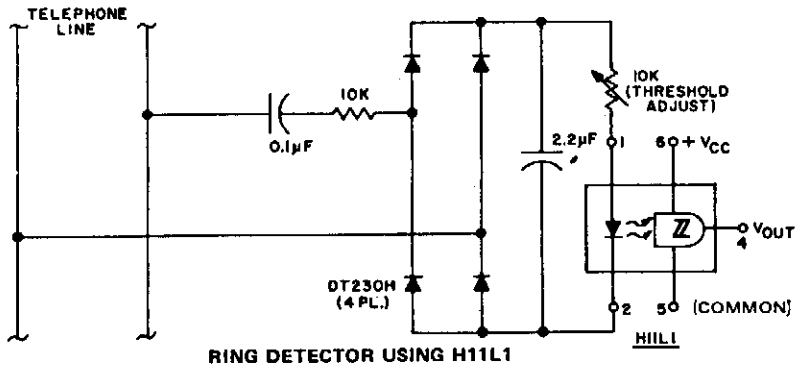 TELEPHONE
LINE
10K
0.1µF
10K
(THRESHOLD
ADJUST)
2.2µF
1
6
+ VCC
VOUT
4
DT230H
(4 PL.)
2
5
(COMMON)
H11L1
RING DETECTOR USING H11L1